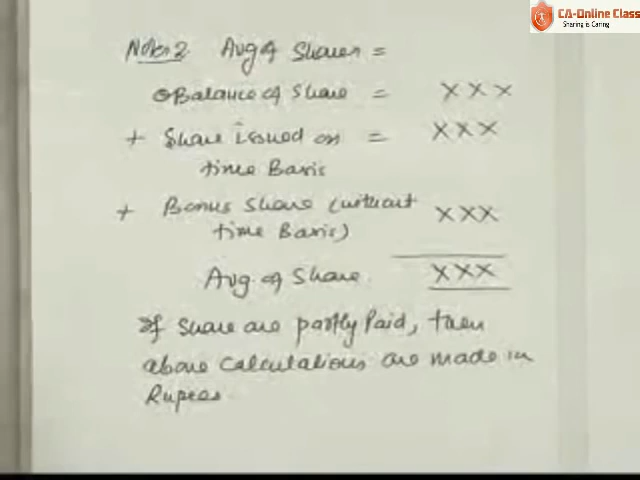 CA-Online Class
Sharing is Caring
Note:2 Avg of Shares =
OBalance of Share = XXX
+ Share issued on = XXX
time Basis
+ Bonus Share (without XXX
time Basis)
Avg of Share XXX
If Share are partly Paid, then
above calculations are made in
Rupees